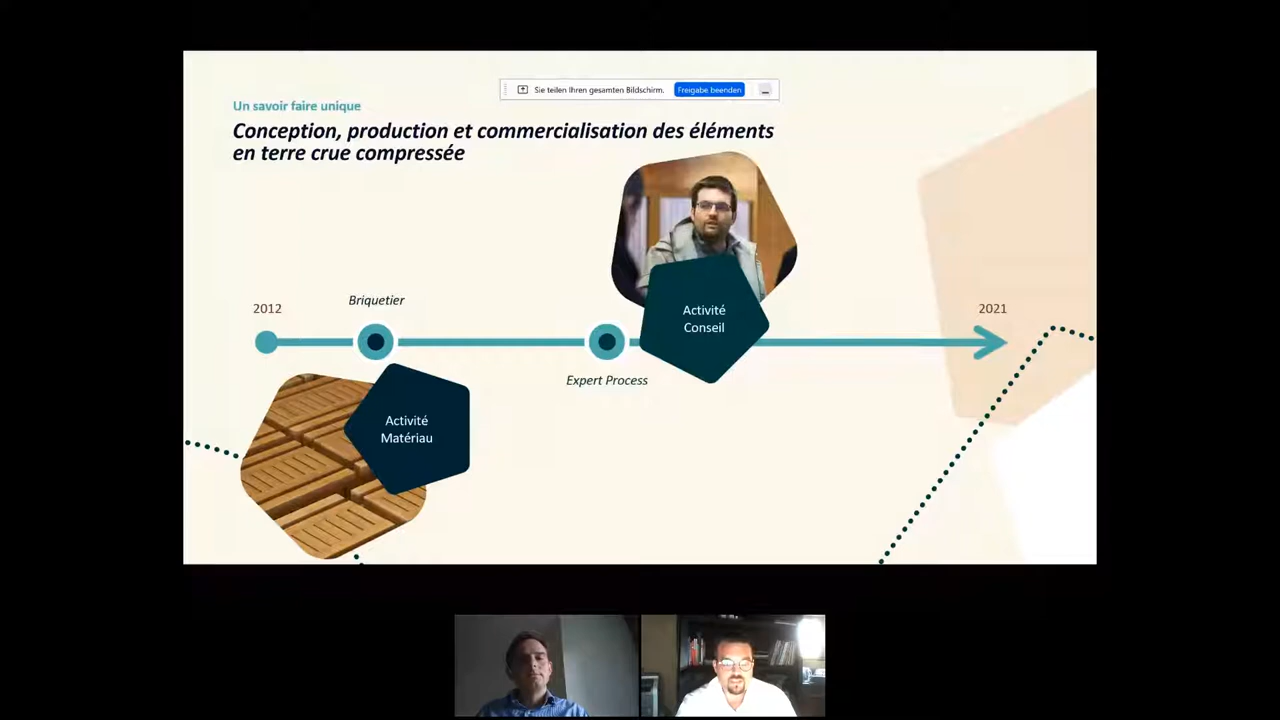 Sie teilen Ihren gesamten Bildschirm. Freigabe beenden
Un savoir faire unique
Conception, production et commercialisation des éléments
en terre crue compressée
2012
Briquetier
Activité
Conseil
2021
Expert Process
Activité
Matériau